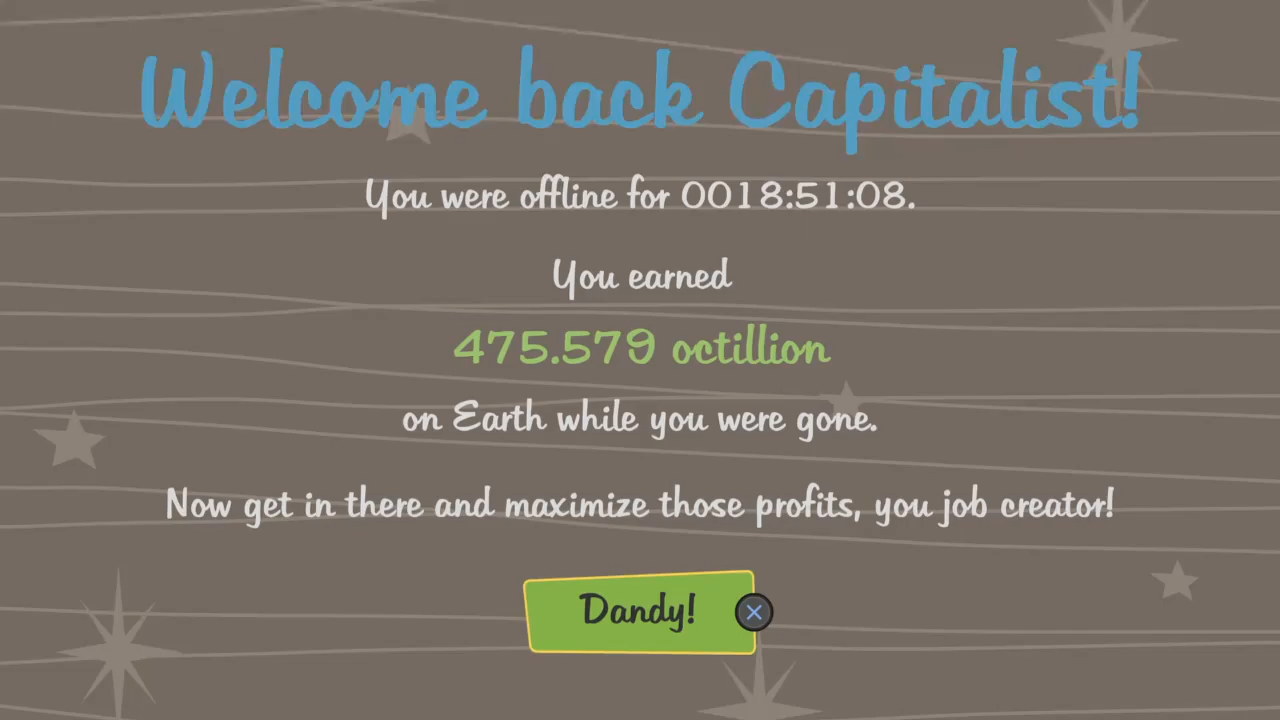 Welcome back Capitalist!
You were offline for 0018:51:08.
You earned
475.579 octillion
on Earth while you were gone.
Now get in there and maximize those profits, you job creator!
Dandy!